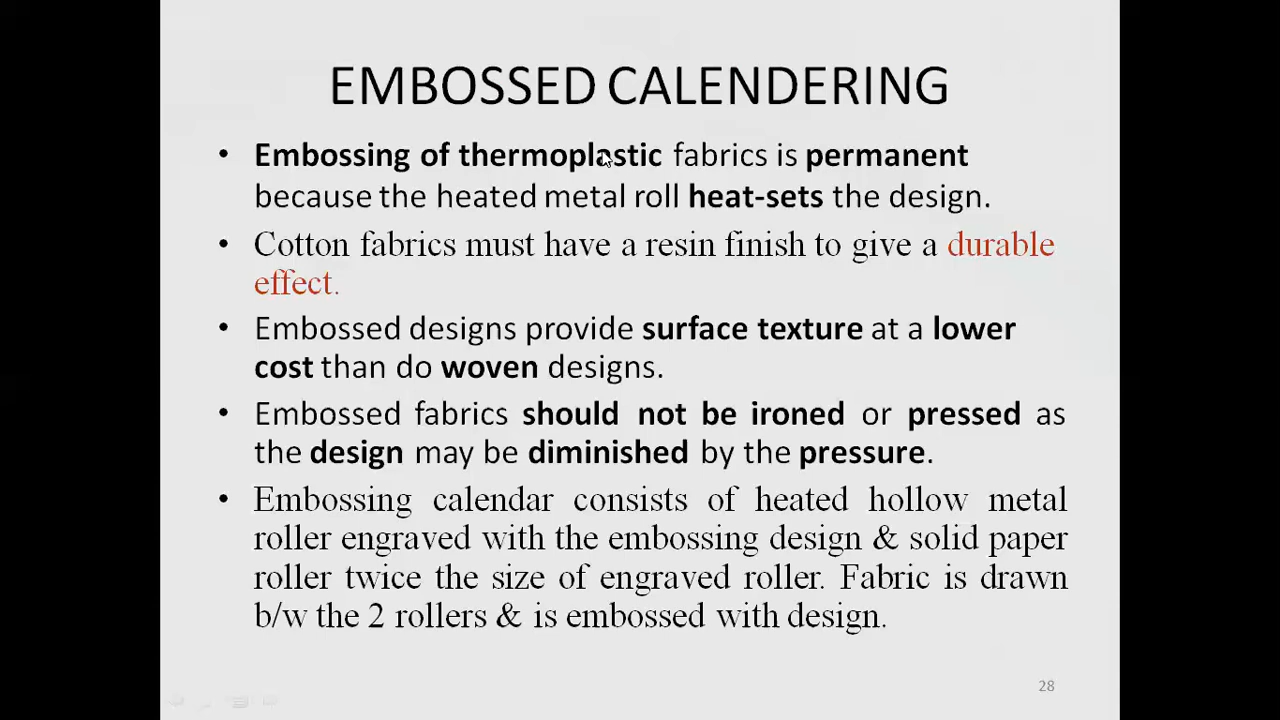 EMBOSSED CALENDERING
• Embossing of thermoplastic fabrics is permanent
because the heated metal roll heat-sets the design.
• Cotton fabrics must have a resin finish to give a durable
effect.
• Embossed designs provide surface texture at a lower
cost than do woven designs.
• Embossed fabrics should not be ironed or pressed as
the design may be diminished by the pressure.
• Embossing calendar consists of heated hollow metal
roller engraved with the embossing design & solid paper
roller twice the size of engraved roller. Fabric is drawn
b/w the 2 rollers & is embossed with design.
28